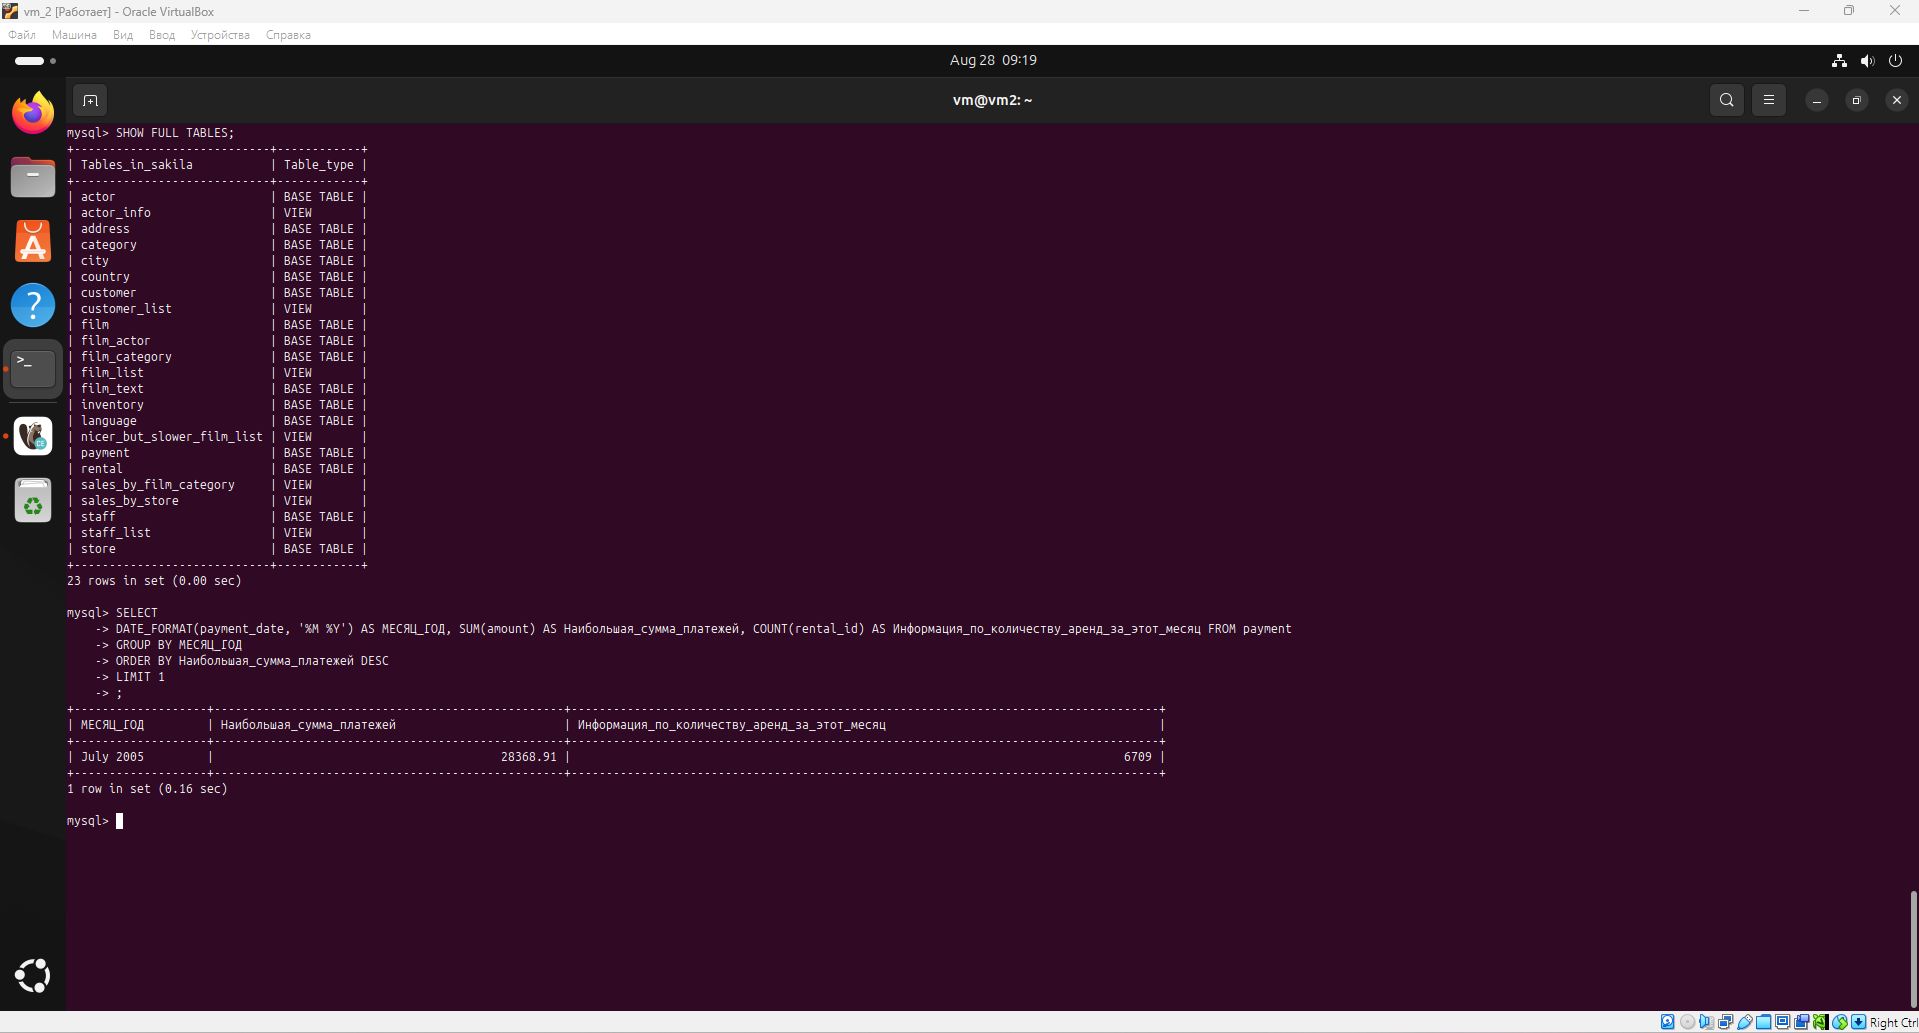 vm_2 [Работает] - Oracle VirtualBox
Файл Машина Вид Ввод Устройства Справка
Aug 28 09:19
vm@vm2: ~
mysql> SHOW FULL TABLES;
+----------------------------+------------+
| Tables_in_sakila           | Table_type |
+----------------------------+------------+
| actor                      | BASE TABLE |
| actor_info                 | VIEW       |
| address                    | BASE TABLE |
| category                   | BASE TABLE |
| city                       | BASE TABLE |
| country                    | BASE TABLE |
| customer                   | BASE TABLE |
| customer_list              | VIEW       |
| film                       | BASE TABLE |
| film_actor                 | BASE TABLE |
| film_category              | BASE TABLE |
| film_list                  | VIEW       |
| film_text                  | BASE TABLE |
| inventory                  | BASE TABLE |
| language                   | BASE TABLE |
| nicer_but_slower_film_list | VIEW       |
| payment                    | BASE TABLE |
| rental                     | BASE TABLE |
| sales_by_film_category     | VIEW       |
| sales_by_store             | VIEW       |
| staff                      | BASE TABLE |
| staff_list                 | VIEW       |
| store                      | BASE TABLE |
+----------------------------+------------+
23 rows in set (0.00 sec)
mysql> SELECT
    -> DATE_FORMAT(payment_date, '%M %Y') AS МЕСЯЦ_ГОД, SUM(amount) AS Наибольшая_сумма_платежей, COUNT(rental_id) AS Информация_по_количеству_аренд_за_этот_месяц FROM payment
    -> GROUP BY МЕСЯЦ_ГОД
    -> ORDER BY Наибольшая_сумма_платежей DESC
    -> LIMIT 1
    -> ;
+-------------------+--------------------------------------------------+------------------------------------------------------------------------------------+
| МЕСЯЦ_ГОД         | Наибольшая_сумма_платежей                        | Информация_по_количеству_аренд_за_этот_месяц                                       |
+-------------------+--------------------------------------------------+------------------------------------------------------------------------------------+
| July 2005         |                                         28368.91 |                                                                               6709 |
+-------------------+--------------------------------------------------+------------------------------------------------------------------------------------+
1 row in set (0.16 sec)
mysql>
Right Ctrl